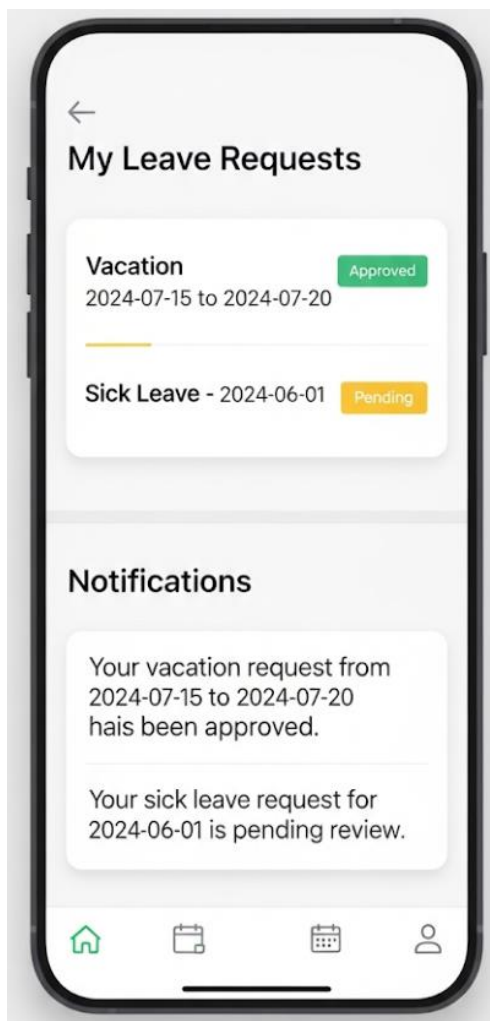 My Leave Requests
Vacation
Approved
2024-07-15 to 2024-07-20
Sick Leave - 2024-06-01
Pending
Notifications
Your vacation request from
2024-07-15 to 2024-07-20
hais been approved.
Your sick leave request for
2024-06-01 is pending review.